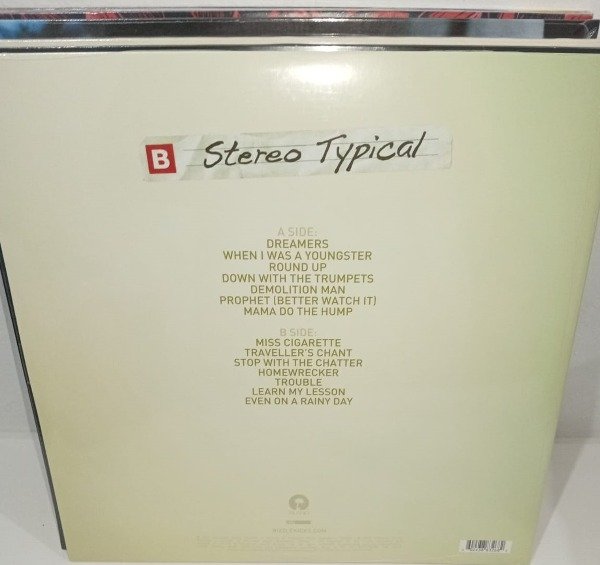 B Stereo Typical
A SIDE:
DREAMERS
WHEN I WAS A YOUNGSTER
ROUND UP
DOWN WITH THE TRUMPETS
DEMOLITION MAN
PROPHET (BETTER WATCH IT)
MAMA DO THE HUMP
B SIDE:
MISS CIGARETTE
TRAVELLER'S CHANT
STOP WITH THE CHATTER
HOMEWRECKER
TROUBLE
LEARN MY LESSON
EVEN ON A RAINY DAY